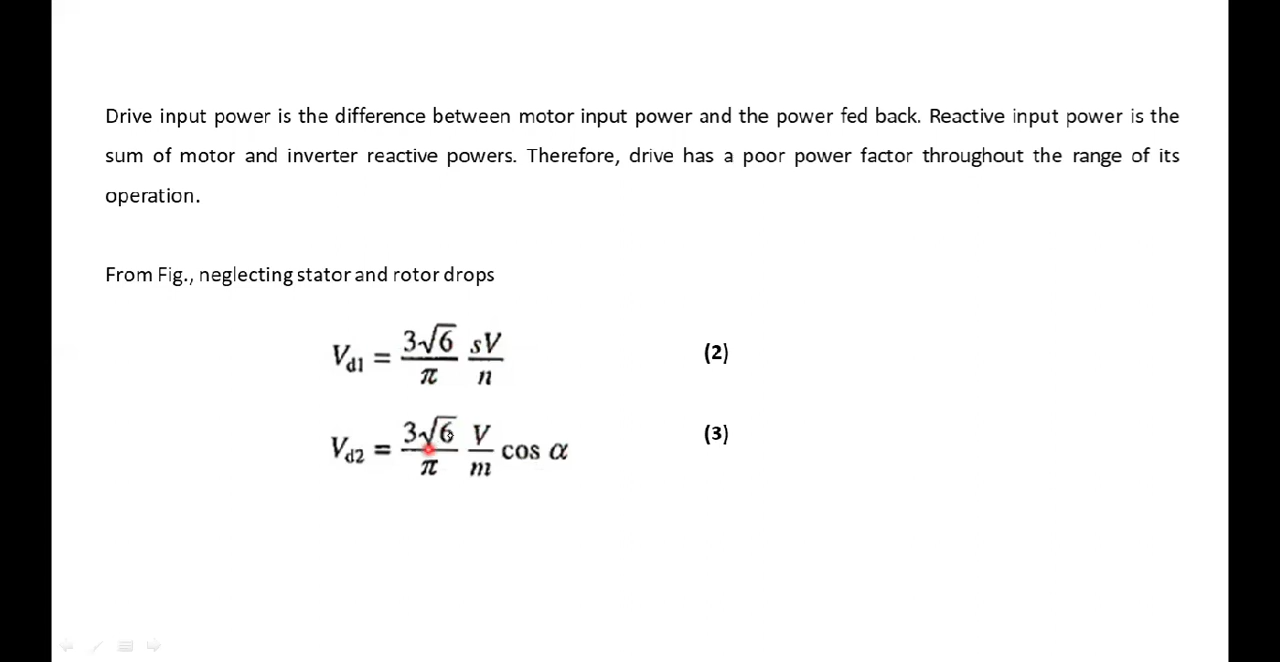 Drive input power is the difference between motor input power and the power fed back. Reactive input power is the
sum of motor and inverter reactive powers. Therefore, drive has a poor power factor throughout the range of its
operation.
From Fig., neglecting stator and rotor drops
V_d1 = 3√6/π sV/n (2)
V_d2 = 3√6/π V/m cos α (3)